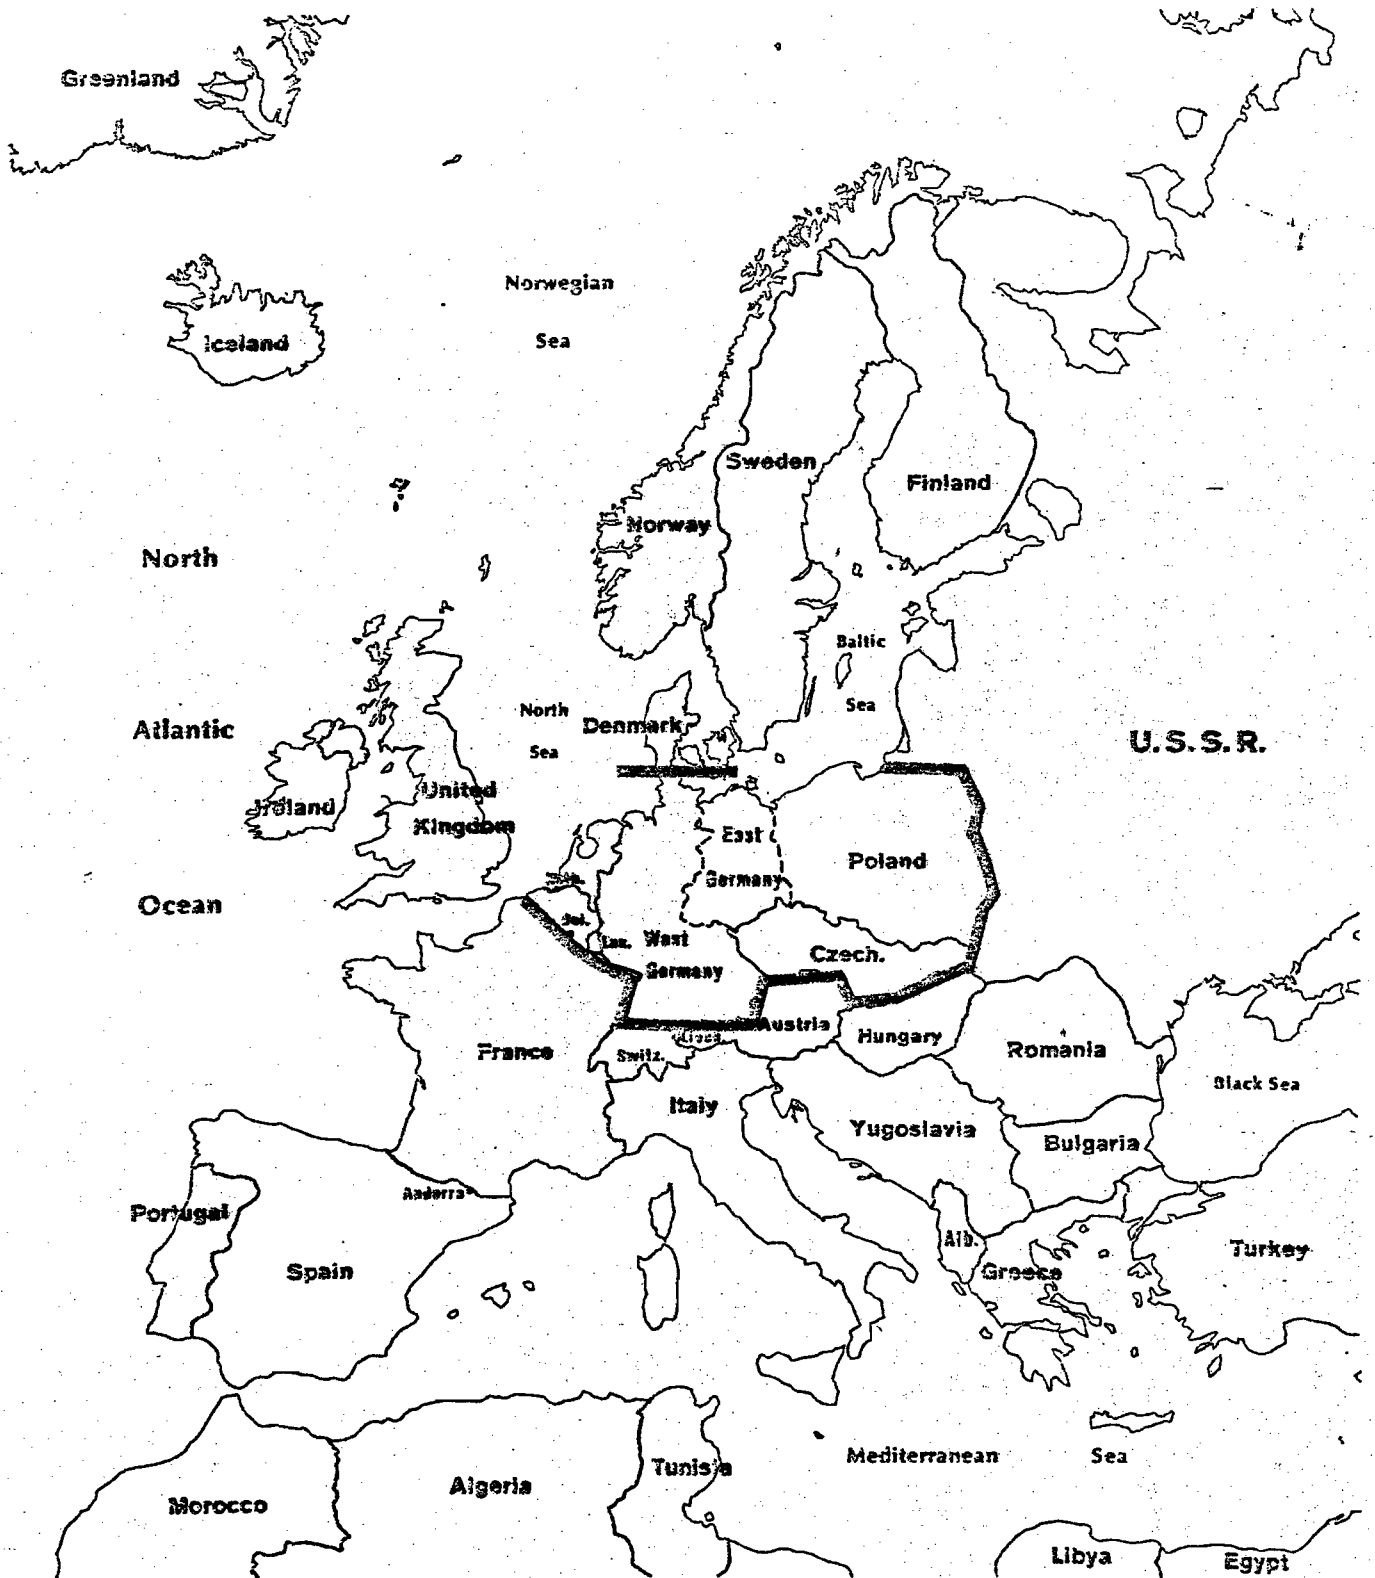 Greenland
Norwegian
Sea
Iceland
Sweden
Finland
Norway
North
Atlantic
Ocean
Baltic
Sea
North
Sea
Denmark
U.S.S.R.
United
Kingdom
Ireland
East
Germany
Poland
Bel.
Lux.
West
Germany
Czech.
Austria
Hungary
Romania
France
Switz.
Black Sea
Italy
Yugoslavia
Bulgaria
Andorra
Portugal
Spain
Alb.
Greece
Turkey
Mediterranean
Sea
Tunisia
Algeria
Morocco
Libya
Egypt